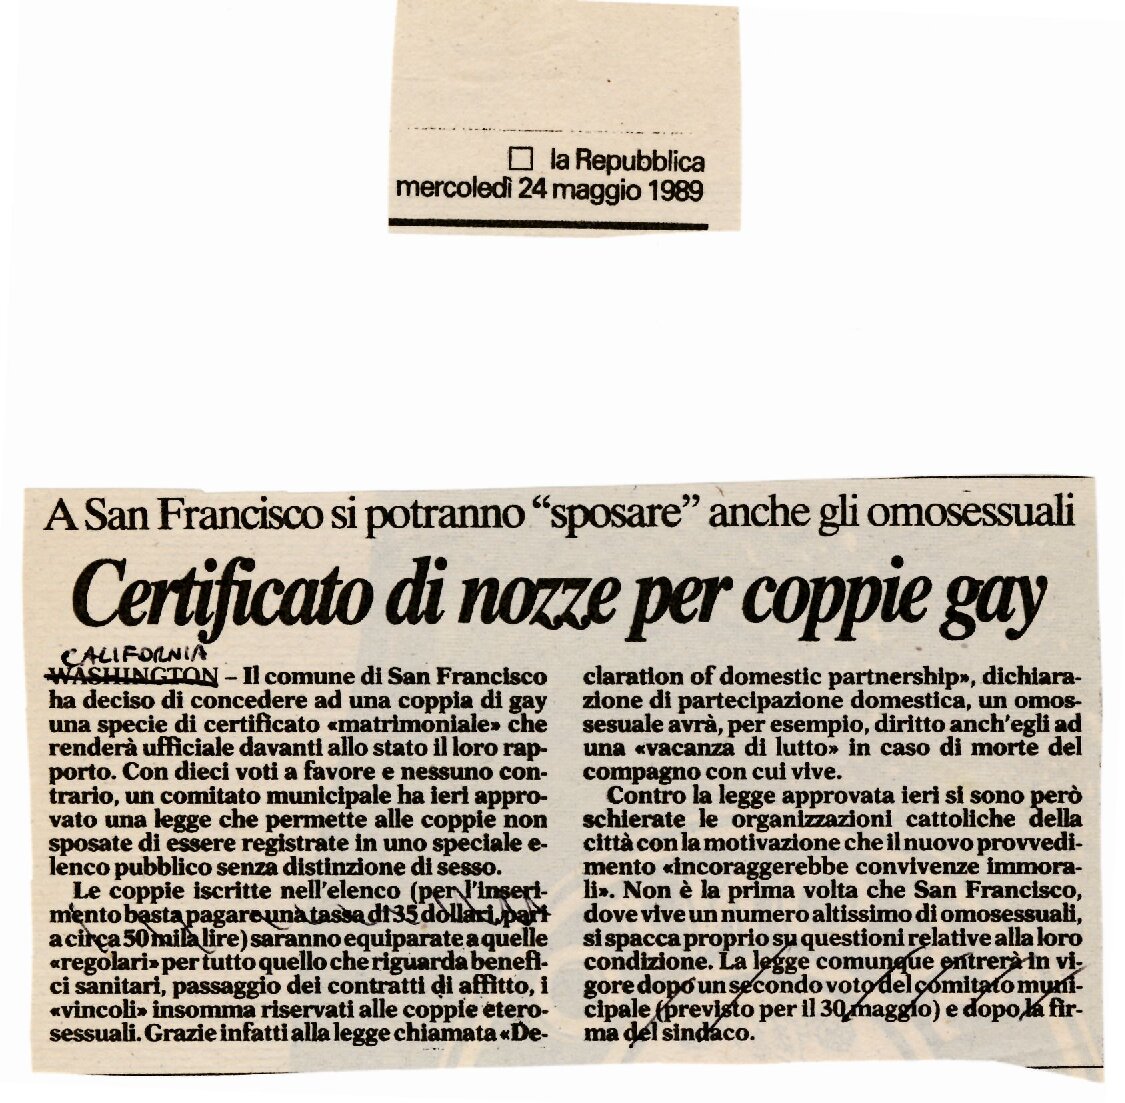 □ la Repubblica
mercoledì 24 maggio 1989
A San Francisco si potranno “sposare” anche gli omosessuali
Certificato di nozze per coppie gay
CALIFORNIA
WASHINGTON – Il comune di San Francisco
ha deciso di concedere ad una coppia di gay
una specie di certificato «matrimoniale» che
renderà ufficiale davanti allo stato il loro rap-
porto. Con dieci voti a favore e nessuno con-
trario, un comitato municipale ha ieri appro-
vato una legge che permette alle coppie non
sposate di essere registrate in uno speciale e-
lenco pubblico senza distinzione di sesso.
Le coppie iscritte nell'elenco (per l'inseri-
mento basta pagare una tassa di 35 dollari, pari
a circa 50 mila lire) saranno equiparate a quelle
«regolari» per tutto quello che riguarda benefi-
ci sanitari, passaggio dei contratti di affitto, i
«vincoli» insomma riservati alle coppie etero-
sessuali. Grazie infatti alla legge chiamata «De-
claration of domestic partnership», dichiara-
zione di partecipazione domestica, un omos-
sesuale avrà, per esempio, diritto anch'egli ad
una «vacanza di lutto» in caso di morte del
compagno con cui vive.
Contro la legge approvata ieri si sono però
schierate le organizzazioni cattoliche della
città con la motivazione che il nuovo provvedi-
mento «incoraggerebbe convivenze immora-
li». Non è la prima volta che San Francisco,
dove vive un numero altissimo di omosessuali,
si spacca proprio su questioni relative alla loro
condizione. La legge comunque entrerà in vi-
gore dopo un secondo voto del comitato muni-
cipale (previsto per il 30 maggio) e dopo la fir-
ma del sindaco.